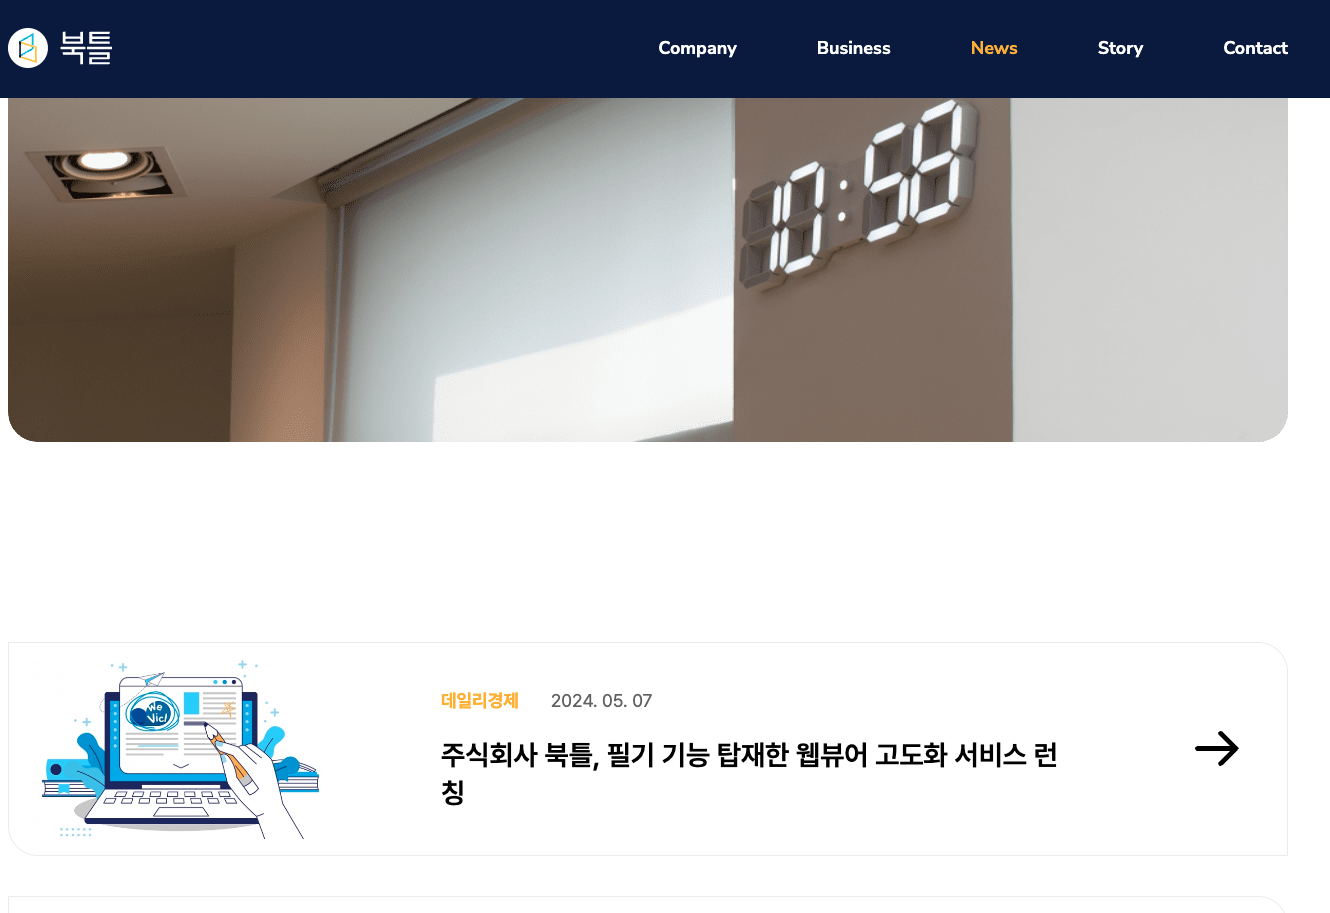 북틀
Company
Business
News
Story
Contact
10:58
We
Vic!
데일리경제
2024. 05. 07
주식회사 북틀, 필기 기능 탑재한 웹뷰어 고도화 서비스 런
칭